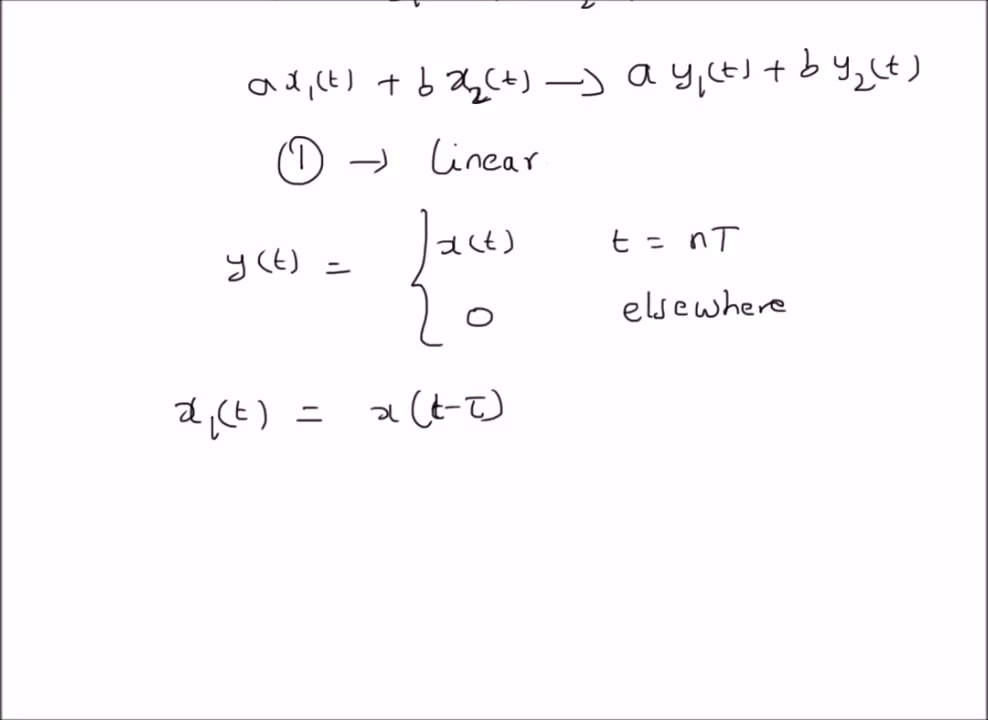 a x₁(t) + b x₂(t) → a y₁(t) + b y₂(t)
① → linear
y(t) = { x(t) t = nT
0 elsewhere
x₁(t) = x(t-τ)